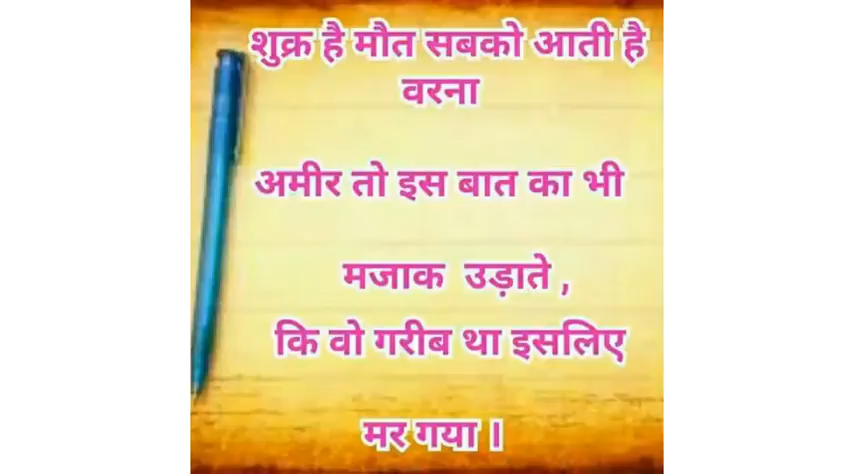 शुक्र है मौत सबको आती है
वरना
अमीर तो इस बात का भी
मजाक उड़ाते ,
कि वो गरीब था इसलिए
मर गया ।